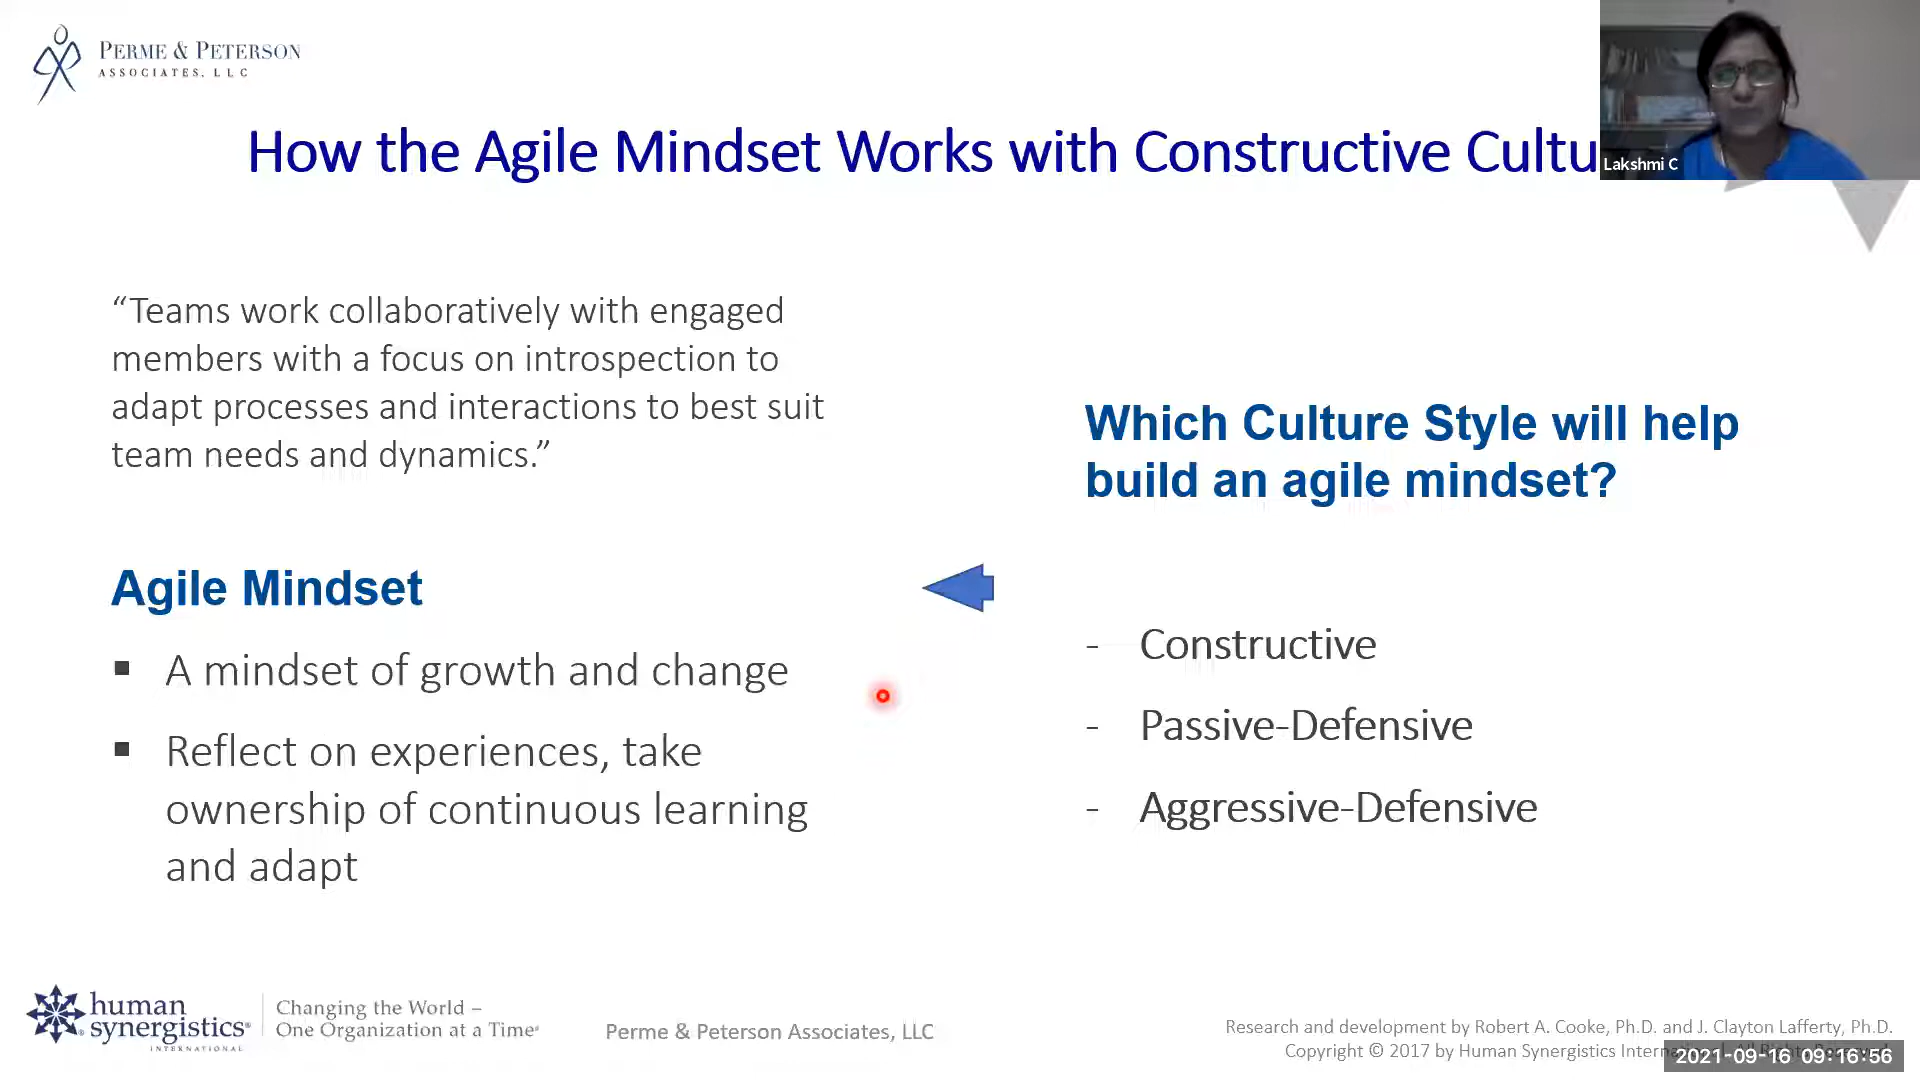 PERME & PETERSON
ASSOCIATES, LLC
How the Agile Mindset Works with Constructive Cultu
Lakshmi C
“Teams work collaboratively with engaged
members with a focus on introspection to
adapt processes and interactions to best suit
team needs and dynamics.”
Which Culture Style will help
build an agile mindset?
Agile Mindset
▪ A mindset of growth and change
▪ Reflect on experiences, take
ownership of continuous learning
and adapt
- Constructive
- Passive-Defensive
- Aggressive-Defensive
human
synergistics®
INTERNATIONAL
Changing the World –
One Organization at a Time®
Perme & Peterson Associates, LLC
Research and development by Robert A. Cooke, Ph.D. and J. Clayton Lafferty, Ph.D.
Copyright © 2017 by Human Synergistics
2021-09-16 09:16:56